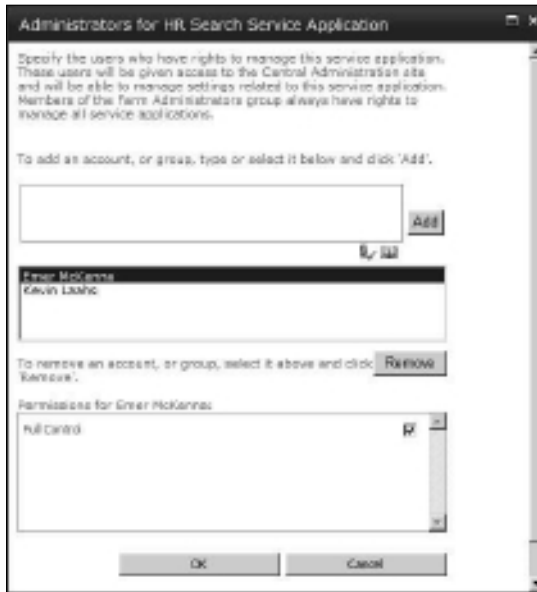 Administrators for HR Search Service Application
Specify the users who have rights to manage this service application.
These users will be given access to the Central Administration site
and will be able to manage settings related to this service application.
Members of the Farm Administrators group always have rights to
manage all service applications.
To add an account, or group, type or select it below and click 'Add'.
Add
Emer McKenna
Kevin Laahs
To remove an account, or group, select it above and click
'Remove'.
Remove
Permissions for Emer McKenna:
Full Control
OK
Cancel